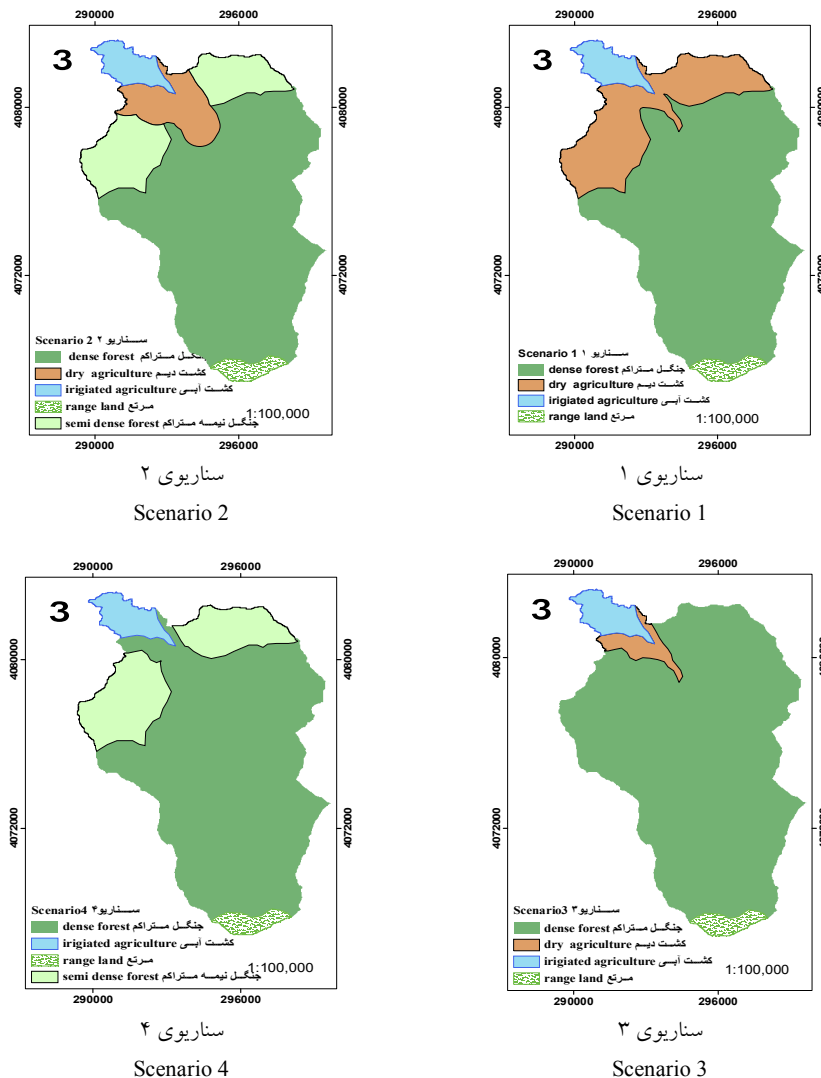 290000 296000
3
4080000 4080000
4072000 4072000
Scenario 2 سناریو ۲
dense forest جنگل متراکم
dry agriculture کشت دیم
irigiated agriculture کشت آبی
range land مرتع
semi dense forest جنگل نیمه متراکم
1:100,000
290000 296000
سناریوی ۲
Scenario 2
290000 296000
3
4080000 4080000
4072000 4072000
Scenario 1 سناریو ۱
dense forest جنگل متراکم
dry agriculture کشت دیم
irigiated agriculture کشت آبی
range land مرتع
1:100,000
290000 296000
سناریوی ۱
Scenario 1
290000 296000
3
4080000 4080000
4072000 4072000
Scenario4 سناریو۴
dense forest جنگل متراکم
irigiated agriculture کشت آبی
range land مرتع
semi dense forest جنگل نیمه متراکم
1:100,000
290000 296000
سناریوی ۴
Scenario 4
290000 296000
3
4080000
4072000
Scenario3 سناریو۳
dense forest جنگل متراکم
dry agriculture کشت دیم
irigiated agriculture کشت آبی
range land مرتع
1:100,000
290000 296000
سناریوی ۳
Scenario 3